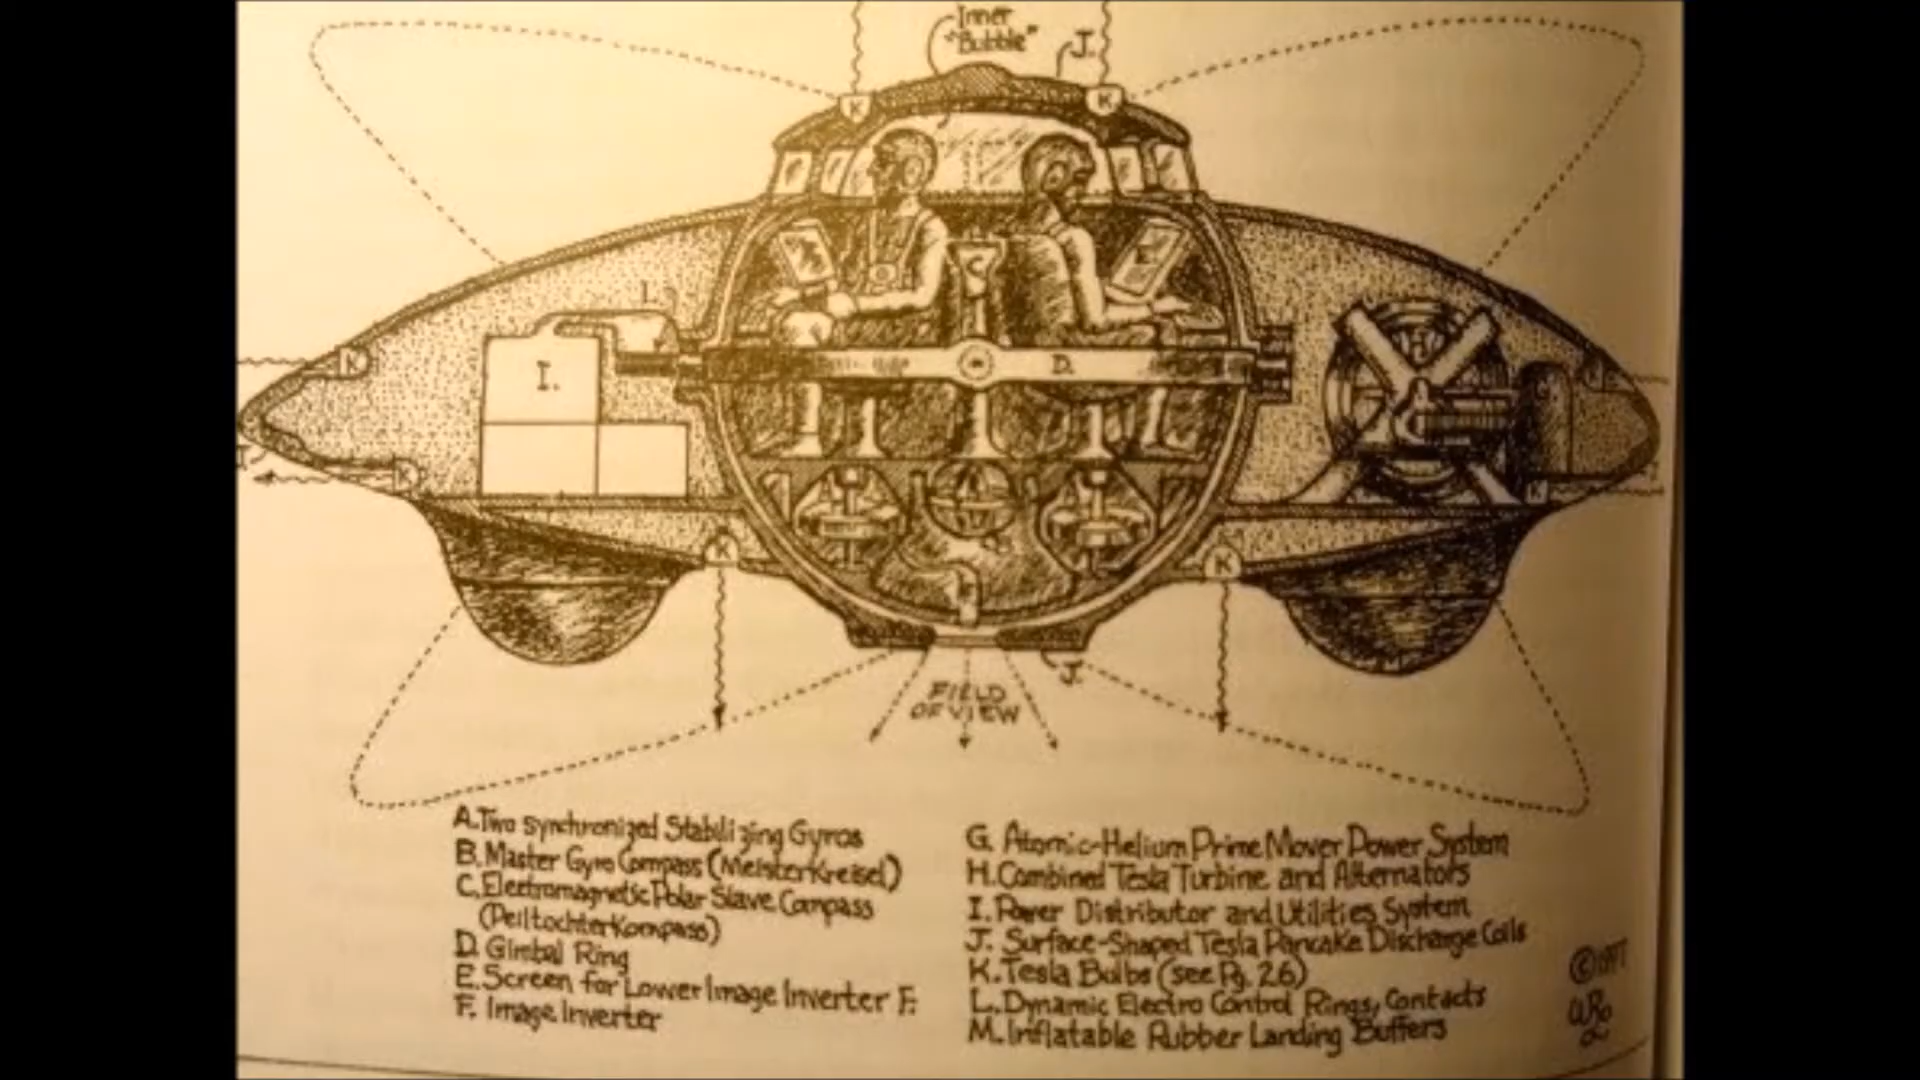 Inner
"Bubble"
J.
K
K
C
I.
D.
H
K
K
K
K
K
F
J.
FIELD
OF VIEW
A. Two Synchronized Stabilizing Gyros
B. Master Gyro Compass (Meisterkreisel)
C. Electromagnetic Polar Slave Compass
(Peiltochterkompass)
D. Gimbal Ring
E. Screen for Lower Image Inverter F.
F. Image Inverter
G. Atomic-Helium Prime Mover Power System
H. Combined Tesla Turbine and Alternators
I. Power Distributor and Utilities System
J. Surface-Shaped Tesla Pancake Discharge Coils
K. Tesla Bulbs (see Pg. 26)
L. Dynamic Electro Control Rings, Contacts
M. Inflatable Rubber Landing Buffers